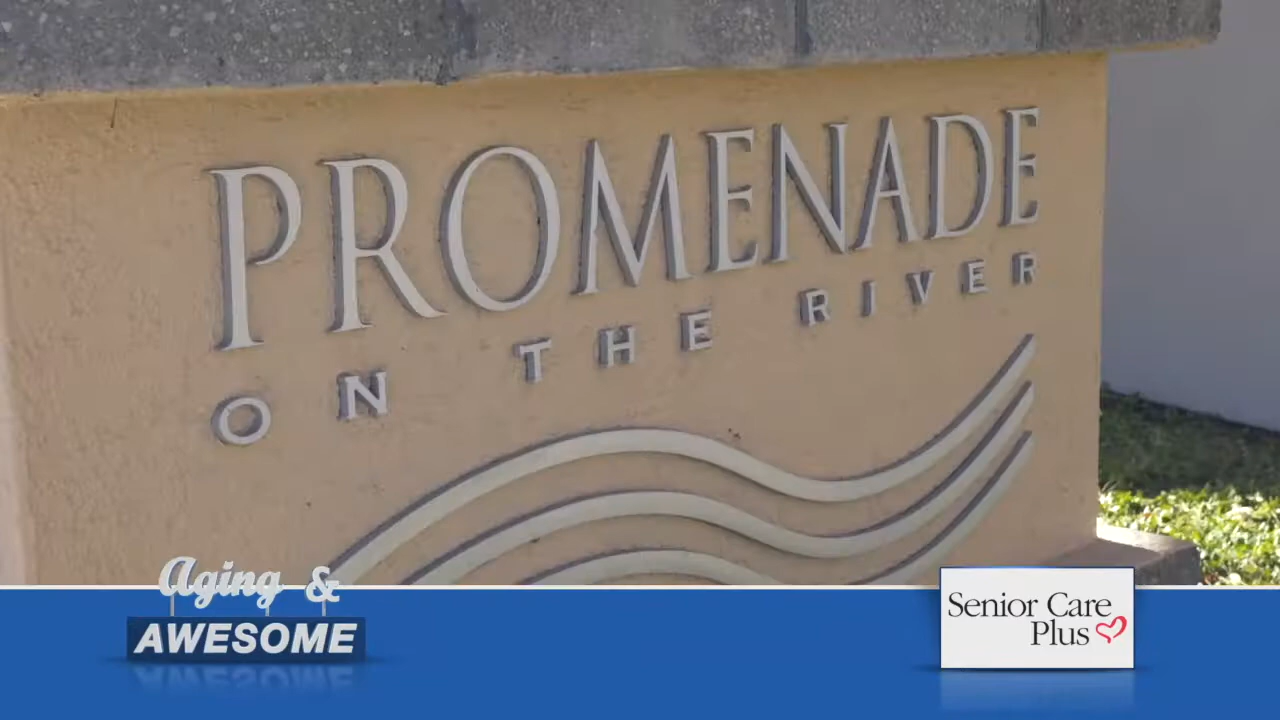 PROMENADE
ON THE RIVER
Aging &
AWESOME
Senior Care
Plus